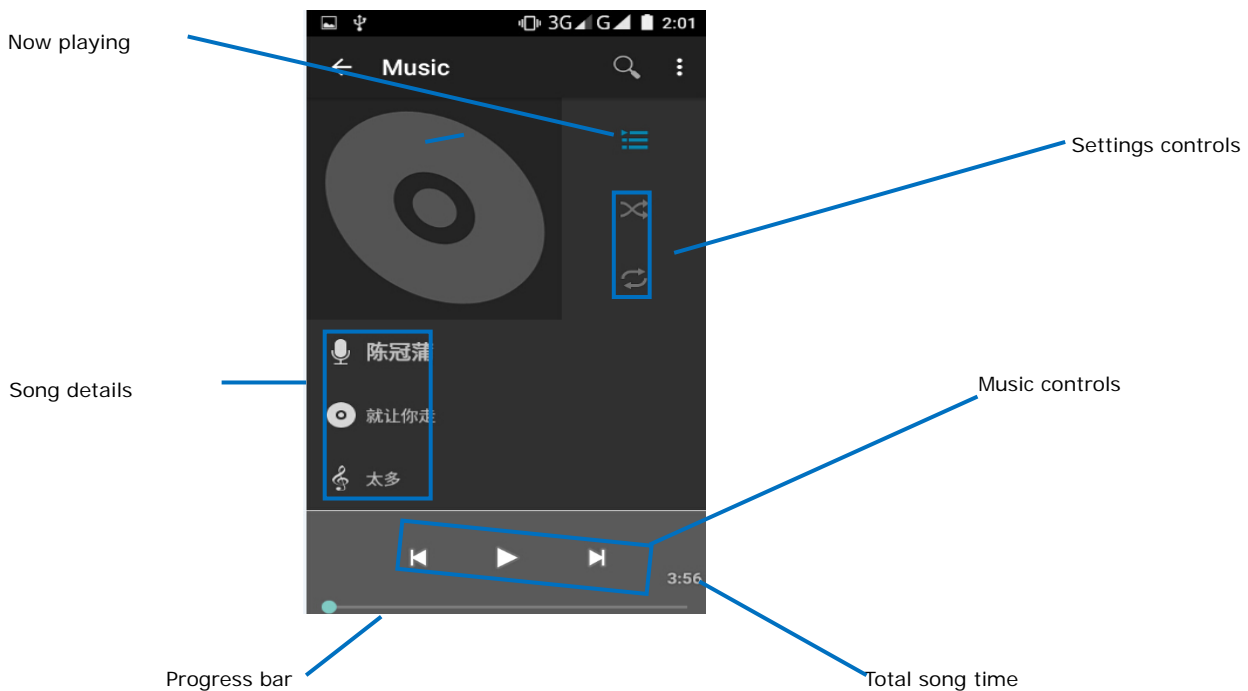 3G G 2:01
Now playing
Music
Settings controls
陈冠蒲
Song details
Music controls
就让你走
太多
3:56
Progress bar
Total song time